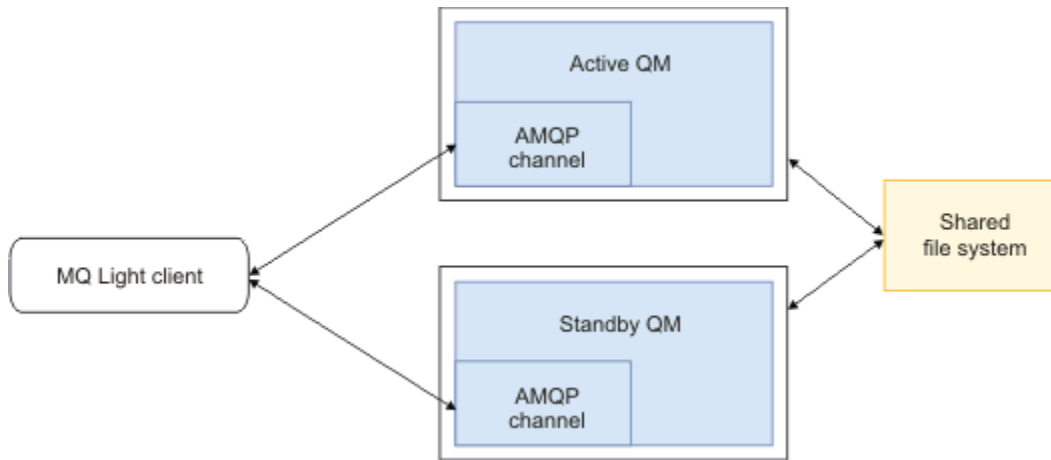 Active QM
AMQP
channel
MQ Light client
Shared
file system
Standby QM
AMQP
channel